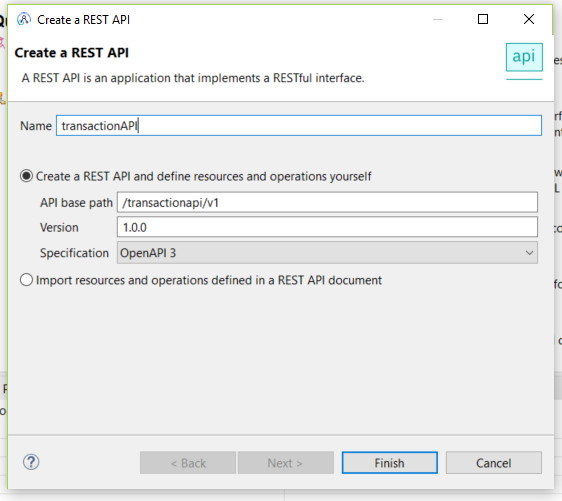 Create a REST API
Create a REST API
A REST API is an application that implements a RESTful interface.
api
Name transactionAPI
Create a REST API and define resources and operations yourself
API base path /transactionapi/v1
Version 1.0.0
Specification OpenAPI 3
Import resources and operations defined in a REST API document
? < Back Next > Finish Cancel